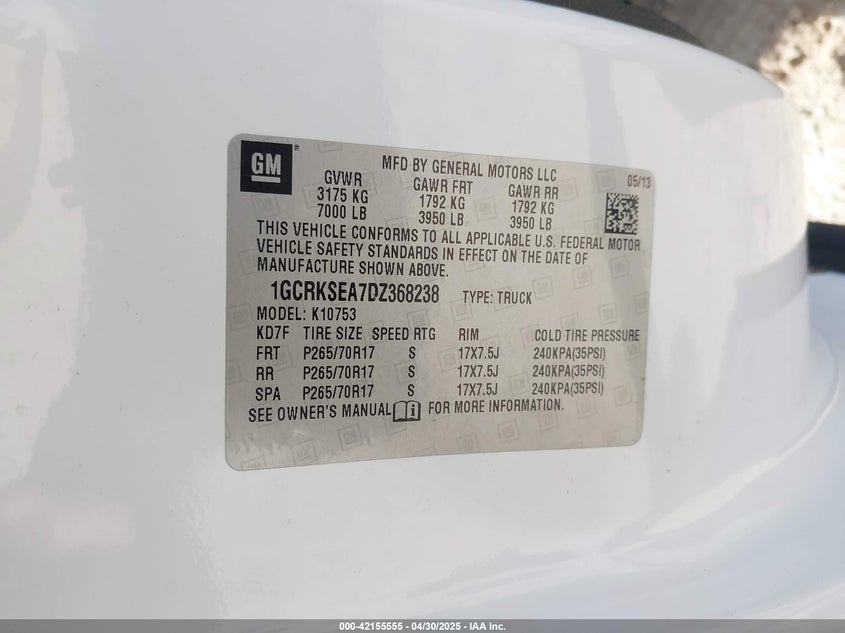 GM
MFD BY GENERAL MOTORS LLC
05/13
GVWR GAWR FRT GAWR RR
3175 KG 1792 KG 1792 KG
7000 LB 3950 LB 3950 LB
THIS VEHICLE CONFORMS TO ALL APPLICABLE U.S. FEDERAL MOTOR
VEHICLE SAFETY STANDARDS IN EFFECT ON THE DATE OF
MANUFACTURE SHOWN ABOVE.
1GCRKSEA7DZ368238 TYPE: TRUCK
MODEL: K10753
KD7F TIRE SIZE SPEED RTG RIM COLD TIRE PRESSURE
FRT P265/70R17 S 17X7.5J 240KPA(35PSI)
RR P265/70R17 S 17X7.5J 240KPA(35PSI)
SPA P265/70R17 S 17X7.5J 240KPA(35PSI)
SEE OWNER'S MANUAL FOR MORE INFORMATION.
000-42155555 - 04/30/2025 - IAA Inc.